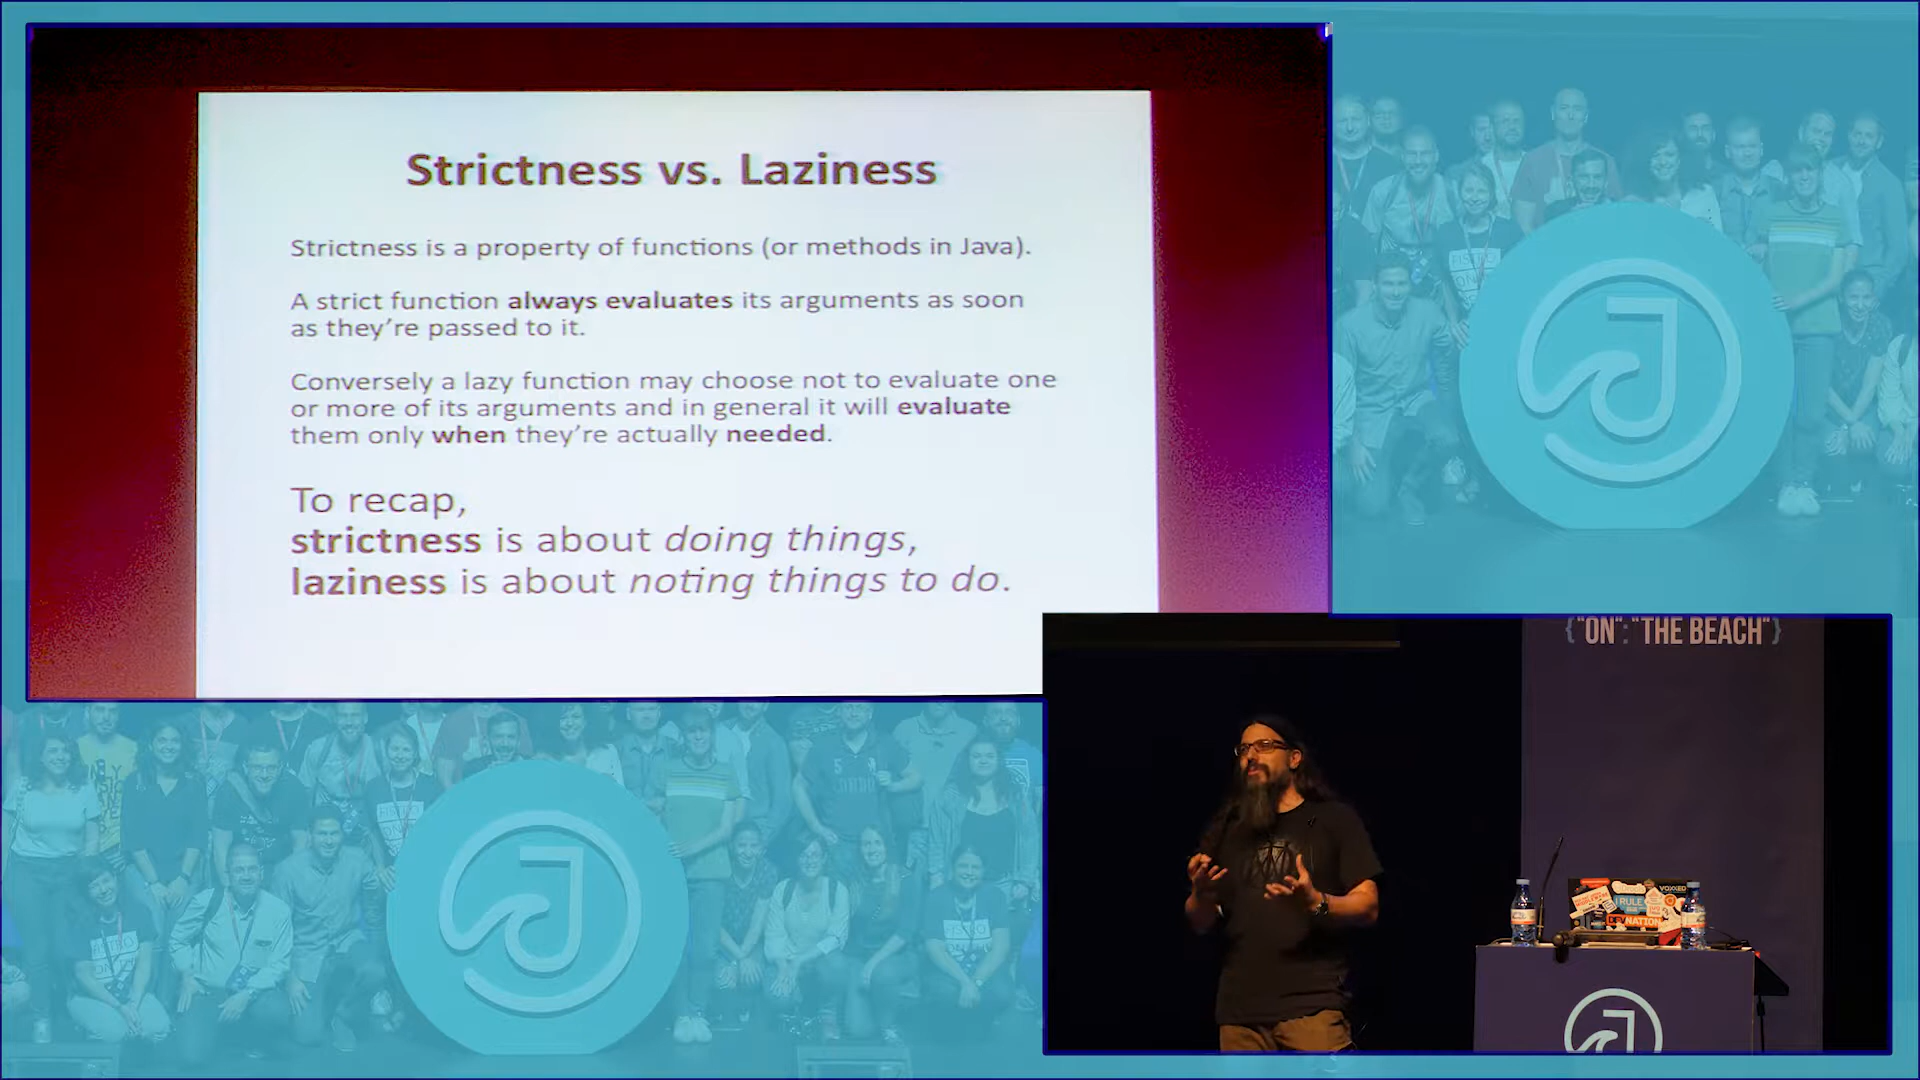 Strictness vs. Laziness
Strictness is a property of functions (or methods in Java).
A strict function always evaluates its arguments as soon
as they're passed to it.
Conversely a lazy function may choose not to evaluate one
or more of its arguments and in general it will evaluate
them only when they're actually needed.
To recap,
strictness is about doing things,
laziness is about noting things to do.
{"ON":"THE BEACH"}
VOXXED
I RULE
DEVNATION